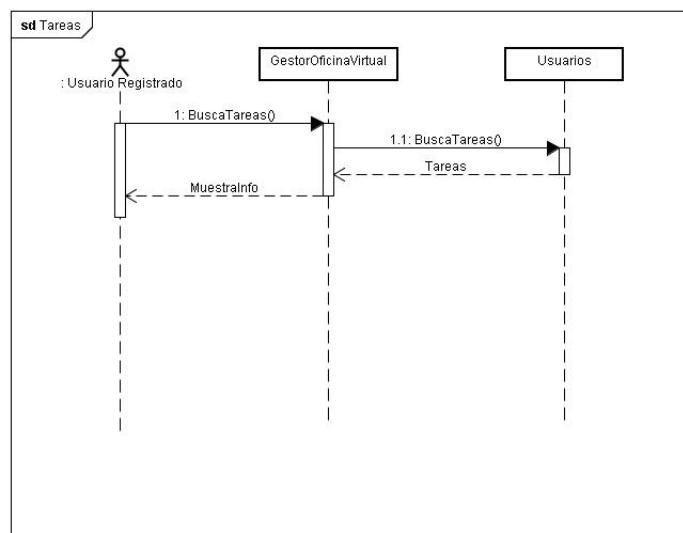 sd Tareas
: Usuario Registrado
GestorOficinaVirtual
Usuarios
1: BuscaTareas()
1.1: BuscaTareas()
Tareas
MuestraInfo